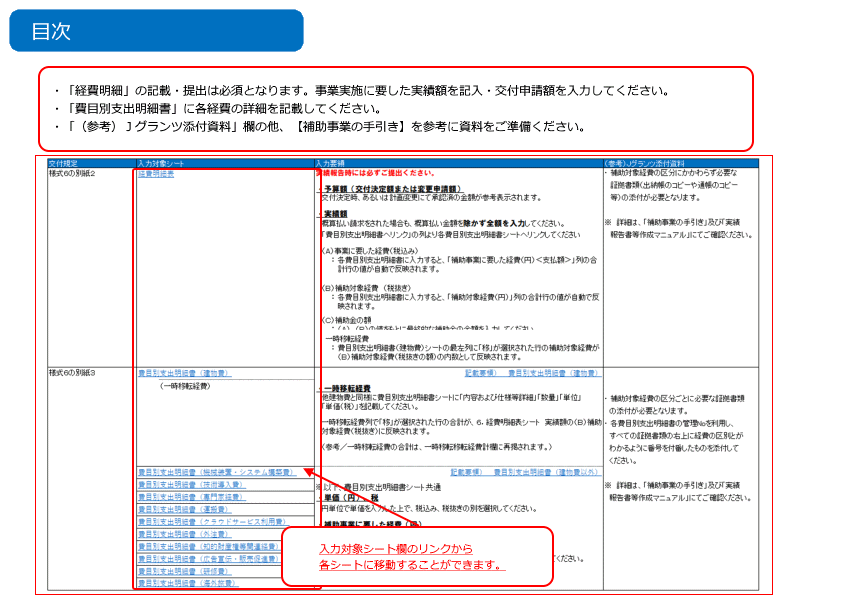 目次
・「経費明細」の記載・提出は必須となります。事業実施に要した実績額を記入・交付申請額を入力してください。
・「費目別支出明細書」に各経費の詳細を記載してください。
・「（参考）Ｊグランツ添付資料」欄の他、【補助事業の手引き】を参考に資料をご準備ください。
交付規定 入力対象シート 入力要領 (参考)Jグランツ添付資料
様式6の別紙2
経費明細表
実績報告時には必ずご提出ください。
・予算額（交付決定額または変更申請額）
交付決定時、あるいは計画変更にて承認済の金額が参考表示されます。
・実績額
概算払い請求をされた場合も、概算払い金額を除かず全額を入力してください。
「費目別支出明細書へリンク」の列より各費目別支出明細書シートへリンクしてください
(A)事業に要した経費(税込み)
：各費目別支出明細書に入力すると、「補助事業に要した経費(円)＜支払額＞」列の合
計行の値が自動で反映されます。
(B)補助対象経費（税抜き）
：各費目別支出明細書に入力すると、「補助対象経費(円)」列の合計行の値が自動で反
映されます。
(C)補助金の額
一時移転経費
：費目別支出明細書(建物費)シートの最左列に「移」が選択された行の補助対象経費が
(B)補助対象経費(税抜きの額)の内数として反映されます。
・補助対象経費の区分にかかわらず必要な
証拠書類(出納帳のコピーや通帳のコピー
等)の添付が必要となります。
※ 詳細は、「補助事業の手引き」及び「実績
報告書等作成マニュアル」にてご確認ください。
様式6の別紙3
費目別支出明細書（建物費）
（一時移転経費）
記載要領） 費目別支出明細書（建物費）
・一時移転経費
他建物費と同様に費目別支出明細書シートに「内容および仕様等詳細」「数量」「単位」
「単価(税)」を記載してください。
一時移転経費列で「移」が選択された行の合計が、6．経費明細表シート 実績額の(B)補助
対象経費(税抜き)に反映されます。
(参考／一時移転経費の合計は、一時移転移転経費計欄に再掲されます。)
・補助対象経費の区分ごとに必要な証拠書類
の添付が必要となります。
・各費目別支出明細書の管理Noを利用し、
すべての証拠書類の右上に経費の区別とが
わかるように番号を付番したものを添付して
ください。
※ 詳細は、「補助事業の手引き」及び「実績
報告書等作成マニュアル」にてご確認ください。
費目別支出明細書（機械装置・システム構築費）
費目別支出明細書（技術導入費）
費目別支出明細書（専門家経費）
費目別支出明細書（運搬費）
費目別支出明細書（クラウドサービス利用費）
費目別支出明細書（外注費）
費目別支出明細書（知的財産権等関連経費）
費目別支出明細書（広告宣伝・販売促進費）
費目別支出明細書（研修費）
費目別支出明細書（海外旅費）
記載要領） 費目別支出明細書（建物費以外）
※以下、費目別支出明細書シート共通
・単価（円）、税
円単位で単価を入力した上で、税込み、税抜きの別を選択してください。
・補助事業に要した経費（円）
ください。
入力対象シート欄のリンクから
各シートに移動することができます。